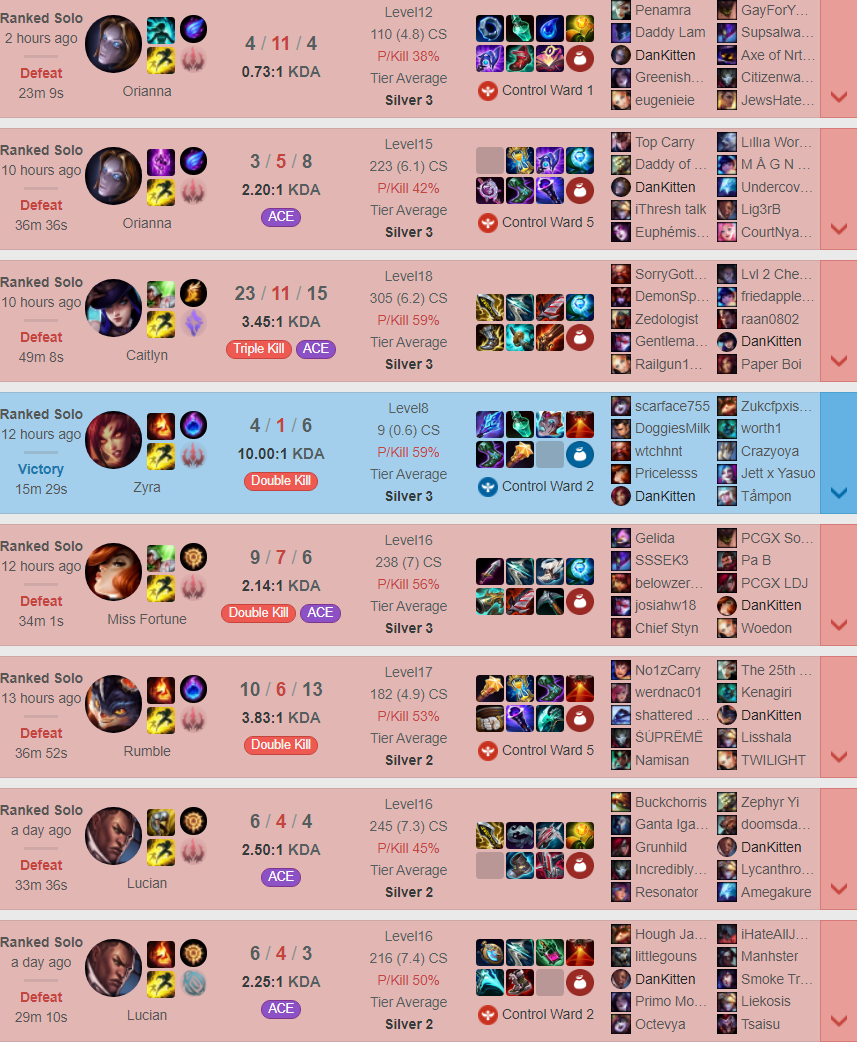 Ranked Solo
2 hours ago
Defeat
23m 9s
Orianna
4 / 11 / 4
0.73:1 KDA
Level12
110 (4.8) CS
P/Kill 38%
Tier Average
Silver 3
Control Ward 1
Penamra GayForY...
Daddy Lam Supsalwa...
DanKitten Axe of Nrt...
Greenish... Citizenwa...
eugenieie JewsHate...
Ranked Solo
10 hours ago
Defeat
36m 36s
Orianna
3 / 5 / 8
2.20:1 KDA
ACE
Level15
223 (6.1) CS
P/Kill 42%
Tier Average
Silver 3
Control Ward 5
Top Carry Lıllıa Wor...
Daddy of ... M Â G N ...
DanKitten Undercov...
iThresh talk Lig3rB
Euphémis... CourtNya...
Ranked Solo
10 hours ago
Defeat
49m 8s
Caitlyn
23 / 11 / 15
3.45:1 KDA
Triple Kill ACE
Level18
305 (6.2) CS
P/Kill 59%
Tier Average
Silver 3
SorryGott... Lvl 2 Che...
DemonSp... friedapple...
Zedologist raan0802
Gentlema... DanKitten
Railgun1... Paper Boi
Ranked Solo
12 hours ago
Victory
15m 29s
Zyra
4 / 1 / 6
10.00:1 KDA
Double Kill
Level8
9 (0.6) CS
P/Kill 59%
Tier Average
Silver 3
Control Ward 2
scarface755 Zukcfpxis...
DoggiesMilk worth1
wtchhnt Crazyoya
Pricelesss Jett x Yasuo
DanKitten Tâmpon
Ranked Solo
12 hours ago
Defeat
34m 1s
Miss Fortune
9 / 7 / 6
2.14:1 KDA
Double Kill ACE
Level16
238 (7) CS
P/Kill 56%
Tier Average
Silver 3
Gelida PCGX So...
SSSEK3 Pa B
belowzer... PCGX LDJ
josiahw18 DanKitten
Chief Styn Woedon
Ranked Solo
13 hours ago
Defeat
36m 52s
Rumble
10 / 6 / 13
3.83:1 KDA
Double Kill
Level17
182 (4.9) CS
P/Kill 53%
Tier Average
Silver 2
Control Ward 5
No1zCarry The 25th ...
werdnac01 Kenagiri
shattered ... DanKitten
ŚÚPRËMË Lisshala
Namisan TWILIGHT
Ranked Solo
a day ago
Defeat
33m 36s
Lucian
6 / 4 / 4
2.50:1 KDA
ACE
Level16
245 (7.3) CS
P/Kill 45%
Tier Average
Silver 2
Buckchorris Zephyr Yi
Ganta Iga... doomsda...
Grunhild DanKitten
Incredibly... Lycanthro...
Resonator Amegakure
Ranked Solo
a day ago
Defeat
29m 10s
Lucian
6 / 4 / 3
2.25:1 KDA
ACE
Level16
216 (7.4) CS
P/Kill 50%
Tier Average
Silver 2
Control Ward 2
Hough Ja... iHateAllJ...
littlegouns Manhster
DanKitten Smoke Tr...
Primo Mo... Liekosis
Octevya Tsaisu